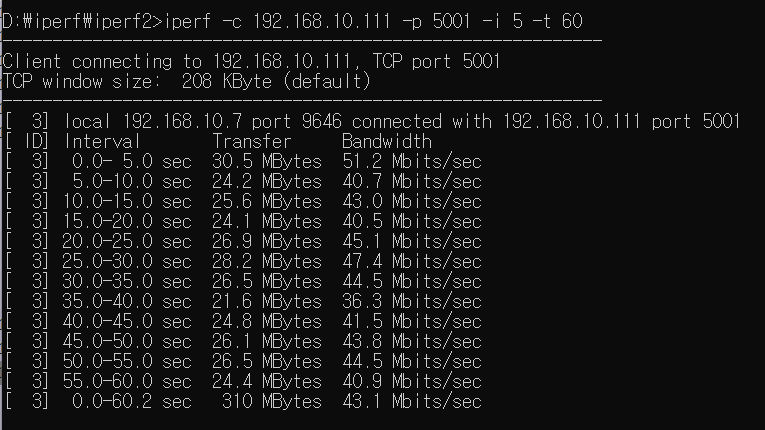 D:₩iperf₩iperf2>iperf -c 192.168.10.111 -p 5001 -i 5 -t 60
------------------------------------------------------------
Client connecting to 192.168.10.111, TCP port 5001
TCP window size:  208 KByte (default)
------------------------------------------------------------
[  3] local 192.168.10.7 port 9646 connected with 192.168.10.111 port 5001
[ ID] Interval       Transfer     Bandwidth
[  3]  0.0- 5.0 sec  30.5 MBytes  51.2 Mbits/sec
[  3]  5.0-10.0 sec  24.2 MBytes  40.7 Mbits/sec
[  3] 10.0-15.0 sec  25.6 MBytes  43.0 Mbits/sec
[  3] 15.0-20.0 sec  24.1 MBytes  40.5 Mbits/sec
[  3] 20.0-25.0 sec  26.9 MBytes  45.1 Mbits/sec
[  3] 25.0-30.0 sec  28.2 MBytes  47.4 Mbits/sec
[  3] 30.0-35.0 sec  26.5 MBytes  44.5 Mbits/sec
[  3] 35.0-40.0 sec  21.6 MBytes  36.3 Mbits/sec
[  3] 40.0-45.0 sec  24.8 MBytes  41.5 Mbits/sec
[  3] 45.0-50.0 sec  26.1 MBytes  43.8 Mbits/sec
[  3] 50.0-55.0 sec  26.5 MBytes  44.5 Mbits/sec
[  3] 55.0-60.0 sec  24.4 MBytes  40.9 Mbits/sec
[  3]  0.0-60.2 sec   310 MBytes  43.1 Mbits/sec